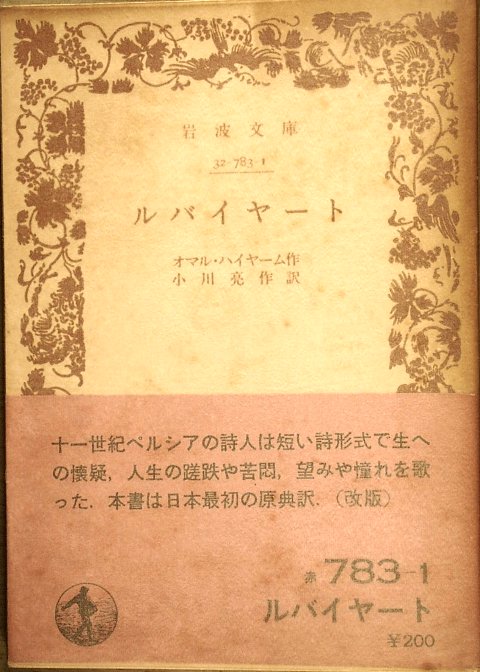 岩波文庫
32-783-1
ルバイヤート
オマル・ハイヤーム作
小川亮作訳
十一世紀ペルシアの詩人は短い詩形式で生へ
の懐疑，人生の蹉跌や苦悶，望みや憧れを歌
った．本書は日本最初の原典訳．（改版）
赤 783-1
ルバイヤート
¥200